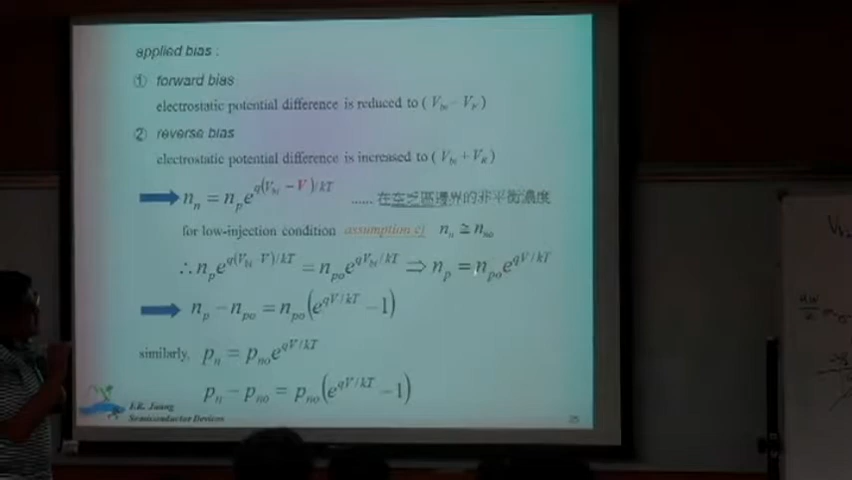 applied bias :
① forward bias
electrostatic potential difference is reduced to ( V_bi − V_F )
② reverse bias
electrostatic potential difference is increased to ( V_bi + V_R )
n_n = n_p e^{q(V_bi − V)/kT} ...... 在空乏區邊界的非平衡濃度
for low-injection condition assumption c) n_n ≅ n_no
∴ n_p e^{q(V_bi −V)/kT} = n_po e^{qV_bi/kT} ⇒ n_p = n_po e^{qV/kT}
n_p − n_po = n_po (e^{qV/kT} −1)
similarly, p_n = p_no e^{qV/kT}
p_n − p_no = p_no (e^{qV/kT} −1)
Semiconductor Devices